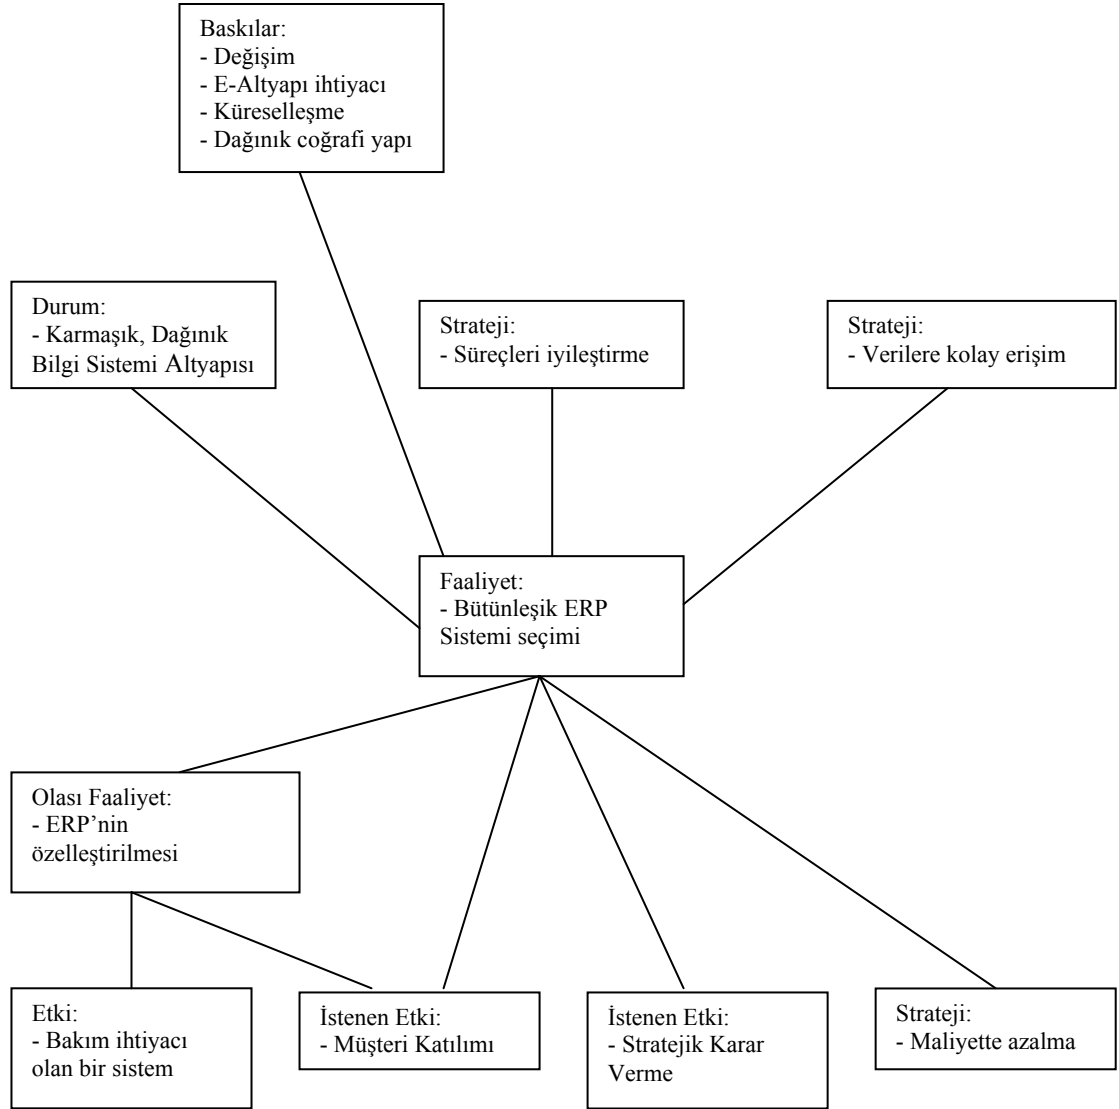 Baskılar:
- Değişim
- E-Altyapı ihtiyacı
- Küreselleşme
- Dağınık coğrafi yapı
Durum:
- Karmaşık, Dağınık
Bilgi Sistemi Altyapısı
Strateji:
- Süreçleri iyileştirme
Strateji:
- Verilere kolay erişim
Faaliyet:
- Bütünleşik ERP
Sistemi seçimi
Olası Faaliyet:
- ERP’nin
özelleştirilmesi
Etki:
- Bakım ihtiyacı
olan bir sistem
İstenen Etki:
- Müşteri Katılımı
İstenen Etki:
- Stratejik Karar
Verme
Strateji:
- Maliyette azalma